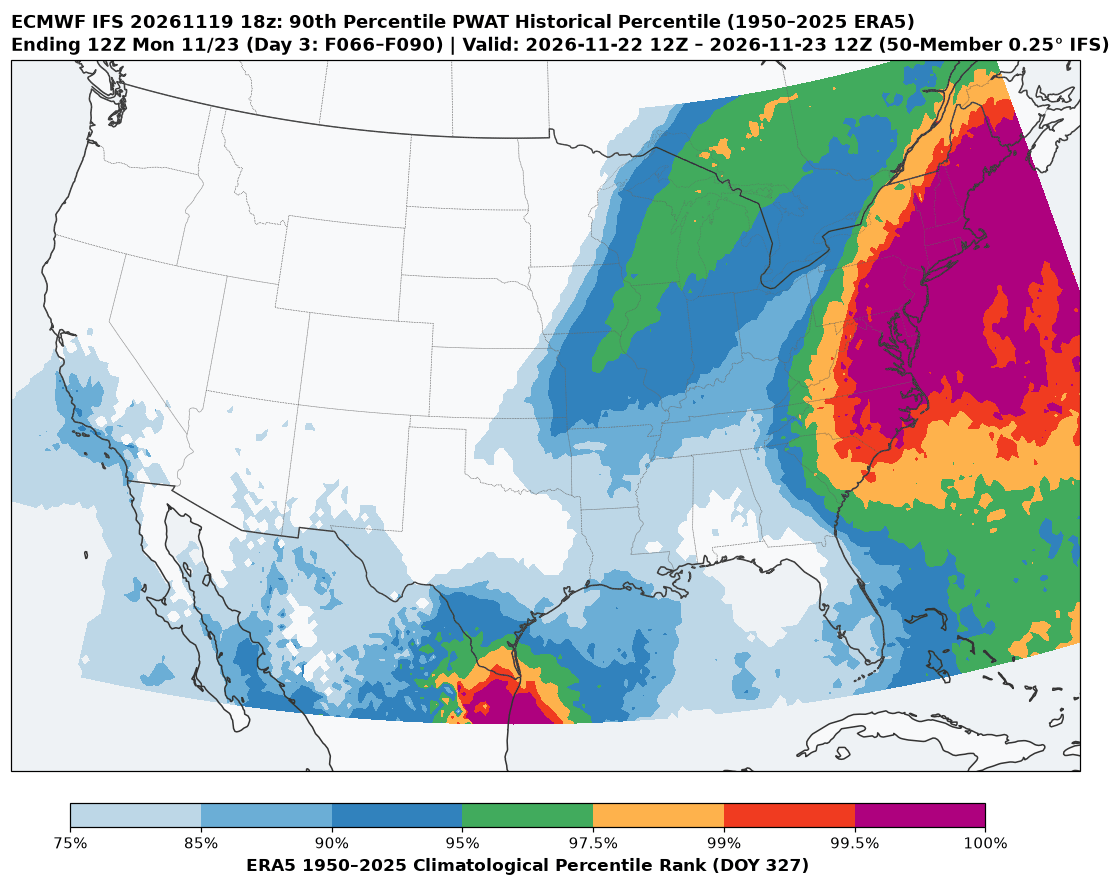 ECMWF IFS 20261119 18z: 90th Percentile PWAT Historical Percentile (1950–2025 ERA5)
Ending 12Z Mon 11/23 (Day 3: F066–F090) | Valid: 2026-11-22 12Z – 2026-11-23 12Z (50-Member 0.25° IFS)
75% 85% 90% 95% 97.5% 99% 99.5% 100%
ERA5 1950–2025 Climatological Percentile Rank (DOY 327)